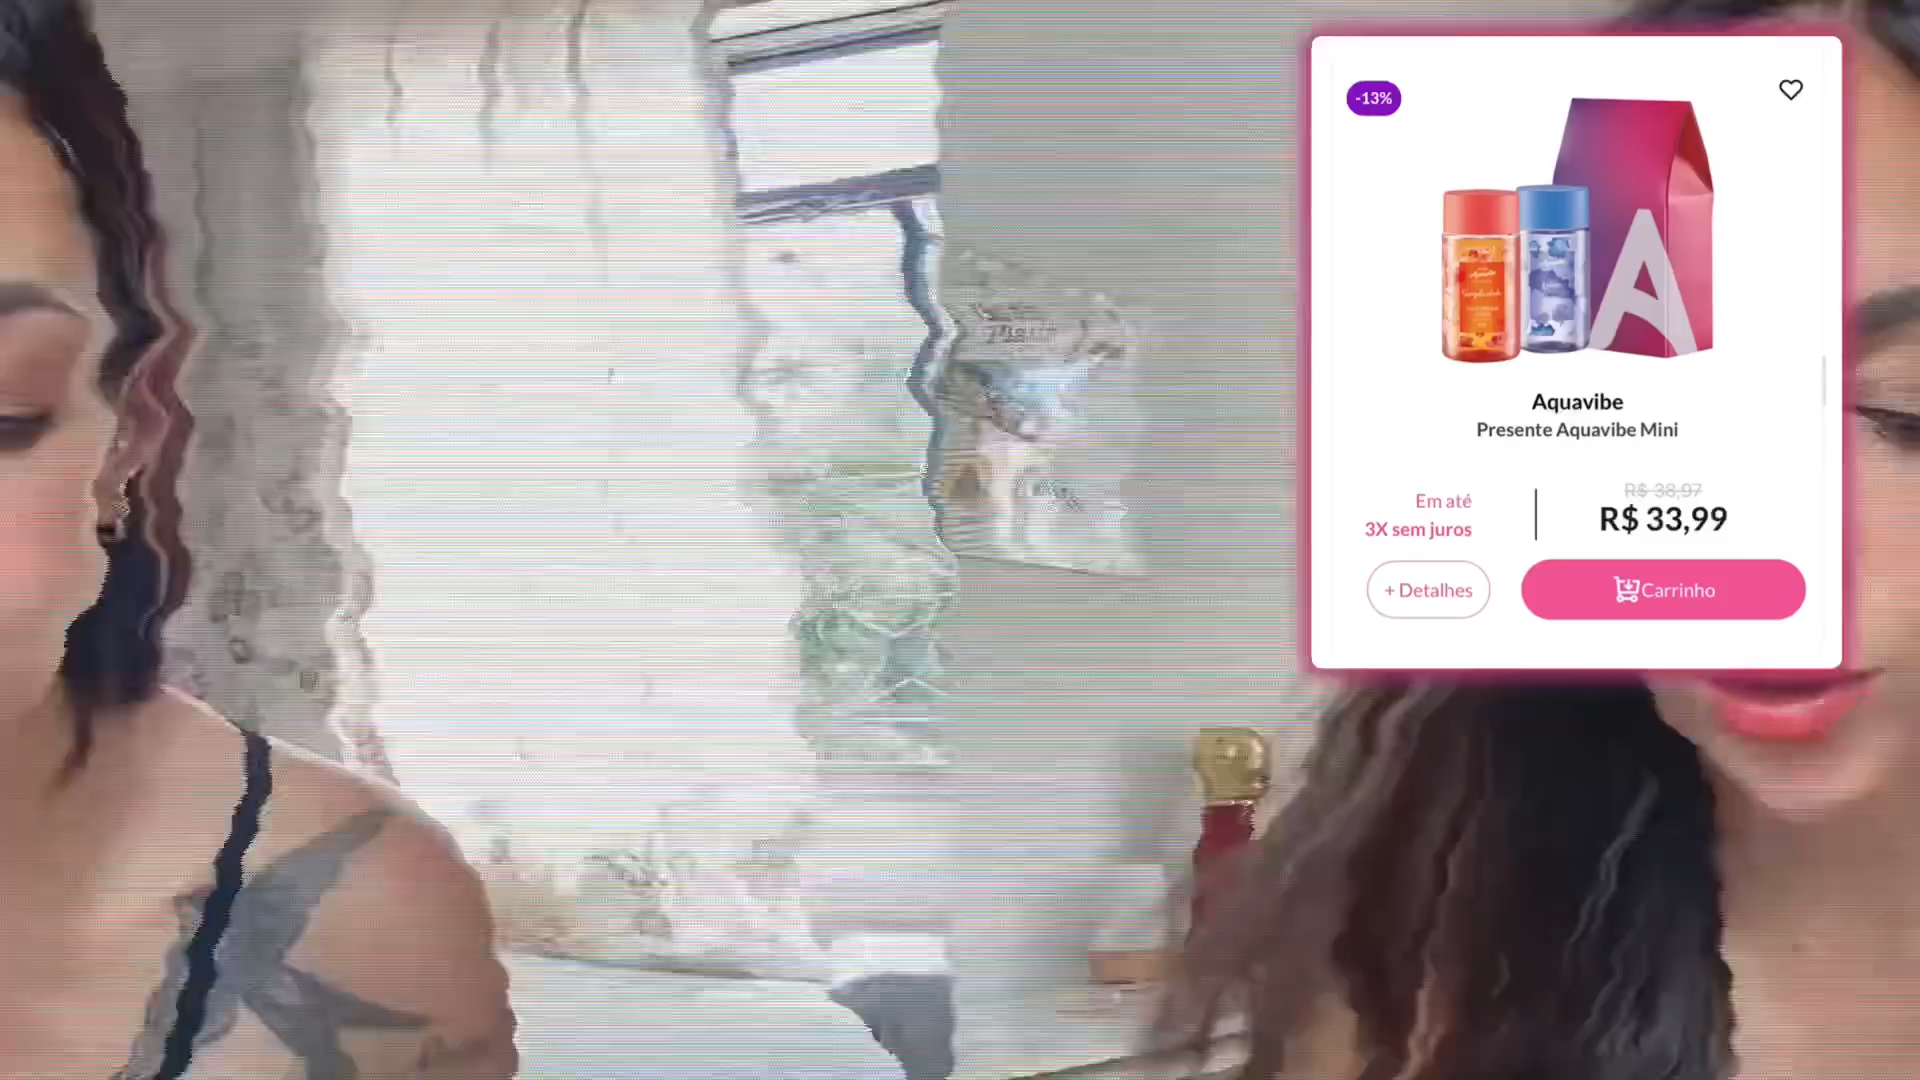 -13%
A
Aquavibe
Presente Aquavibe Mini
Em até
3X sem juros
R$ 38,97
R$ 33,99
+ Detalhes
Carrinho